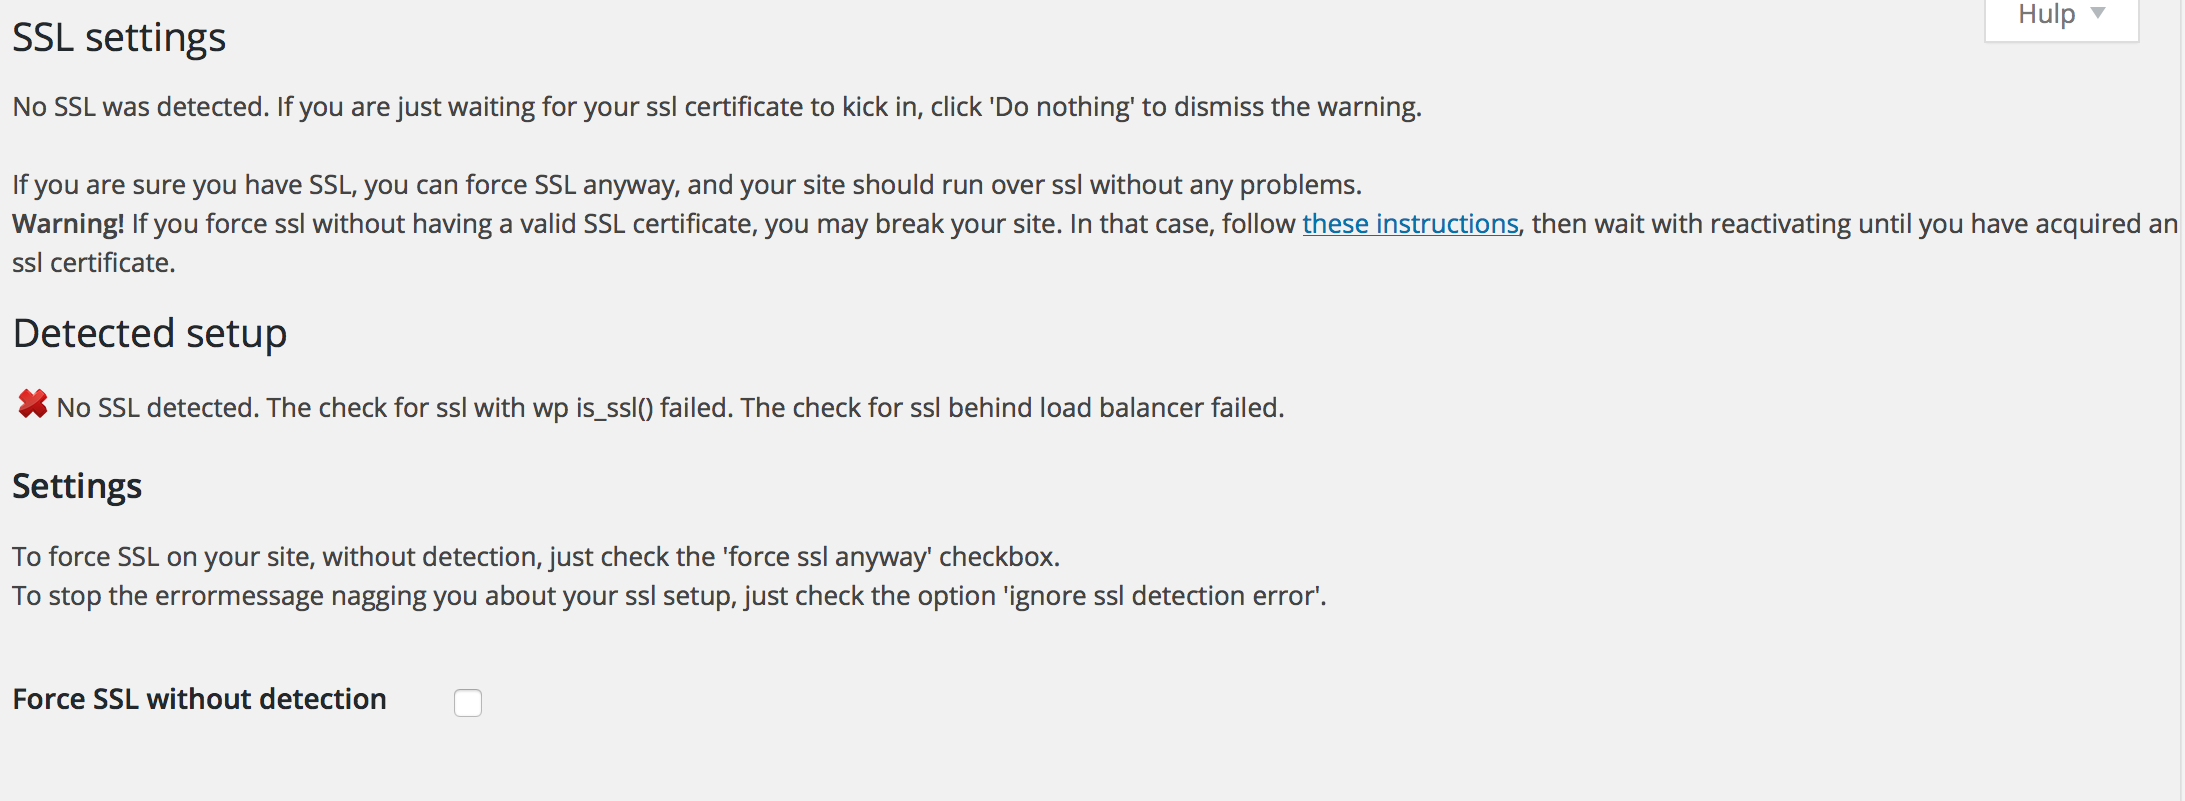 Hulp
SSL settings
No SSL was detected. If you are just waiting for your ssl certificate to kick in, click 'Do nothing' to dismiss the warning.
If you are sure you have SSL, you can force SSL anyway, and your site should run over ssl without any problems.
Warning! If you force ssl without having a valid SSL certificate, you may break your site. In that case, follow these instructions, then wait with reactivating until you have acquired an
ssl certificate.
Detected setup
No SSL detected. The check for ssl with wp is_ssl() failed. The check for ssl behind load balancer failed.
Settings
To force SSL on your site, without detection, just check the 'force ssl anyway' checkbox.
To stop the errormessage nagging you about your ssl setup, just check the option 'ignore ssl detection error'.
Force SSL without detection